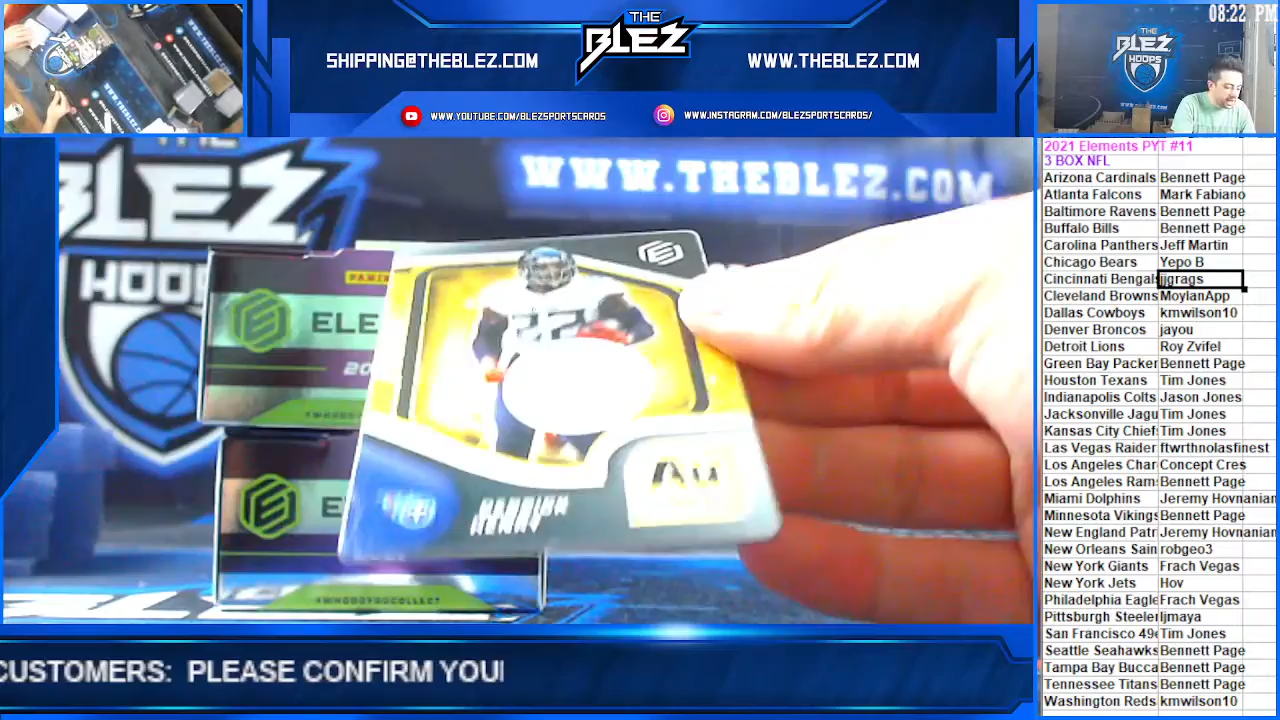 08:22 PM
THE
BLEZ
SHIPPING@THEBLEZ.COM
WWW.THEBLEZ.COM
WWW.YOUTUBE.COM/BLEZSPORTSCARDS
WWW.INSTAGRAM.COM/BLEZSPORTSCARDS/
THE
BLEZ
HOOPS
2021 Elements PYT #11
3 BOX NFL
Arizona Cardinals Bennett Page
Atlanta Falcons Mark Fabiano
Baltimore Ravens Bennett Page
Buffalo Bills Bennett Page
Carolina Panthers Jeff Martin
Chicago Bears Yepo B
Cincinnati Bengals jjgrags
Cleveland Browns MoylanApp
Dallas Cowboys kmwilson10
Denver Broncos jayou
Detroit Lions Roy Zvifel
Green Bay Packer Bennett Page
Houston Texans Tim Jones
Indianapolis Colts Jason Jones
Jacksonville Jagu Tim Jones
Kansas City Chief Tim Jones
Las Vegas Raider ftwrthnolasfinest
Los Angeles Char Concept Cres
Los Angeles Ram Bennett Page
Miami Dolphins Jeremy Hovnanian
Minnesota Vikings Bennett Page
New England Patr Jeremy Hovnanian
New Orleans Sain robgeo3
New York Giants Frach Vegas
New York Jets Hov
Philadelphia Eagle Frach Vegas
Pittsburgh Steeler ljmaya
San Francisco 49e Tim Jones
Seattle Seahawks Bennett Page
Tampa Bay Bucca Bennett Page
Tennessee Titans Bennett Page
Washington Reds kmwilson10
WWW.THEBLEZ.COM
BLEZ
HOOP
PANIN
ELE
20
22
Au
#WHODOYOUCOLLECT
CUSTOMERS: PLEASE CONFIRM YOU